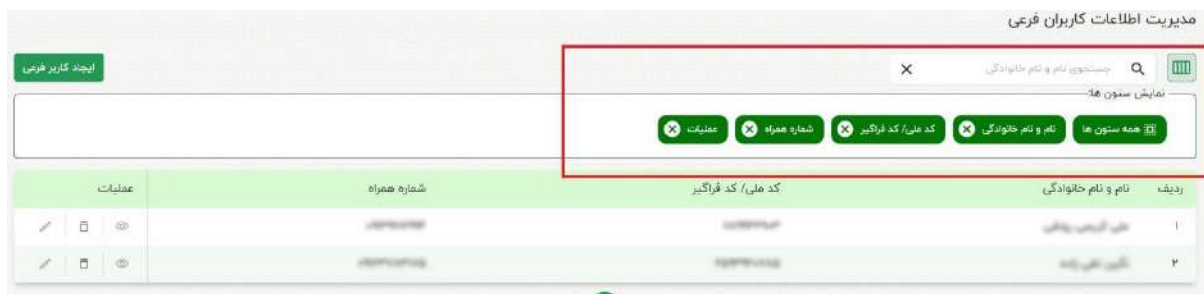 مدیریت اطلاعات کاربران فرعی
جستجوی نام و نام خانوادگی
ایجاد کاربر فرعی
نمایش ستون ها:
همه ستون ها نام و نام خانوادگی کد ملی/ کد فراگیر شماره همراه عملیات
ردیف نام و نام خانوادگی کد ملی/ کد فراگیر شماره همراه عملیات
۱
۲